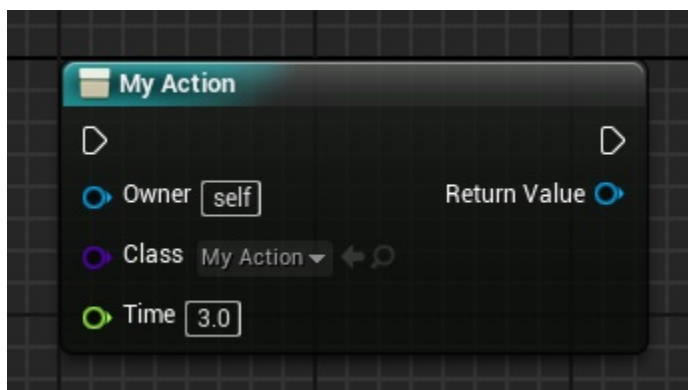 My Action
Owner self Return Value
Class My Action
Time 3.0